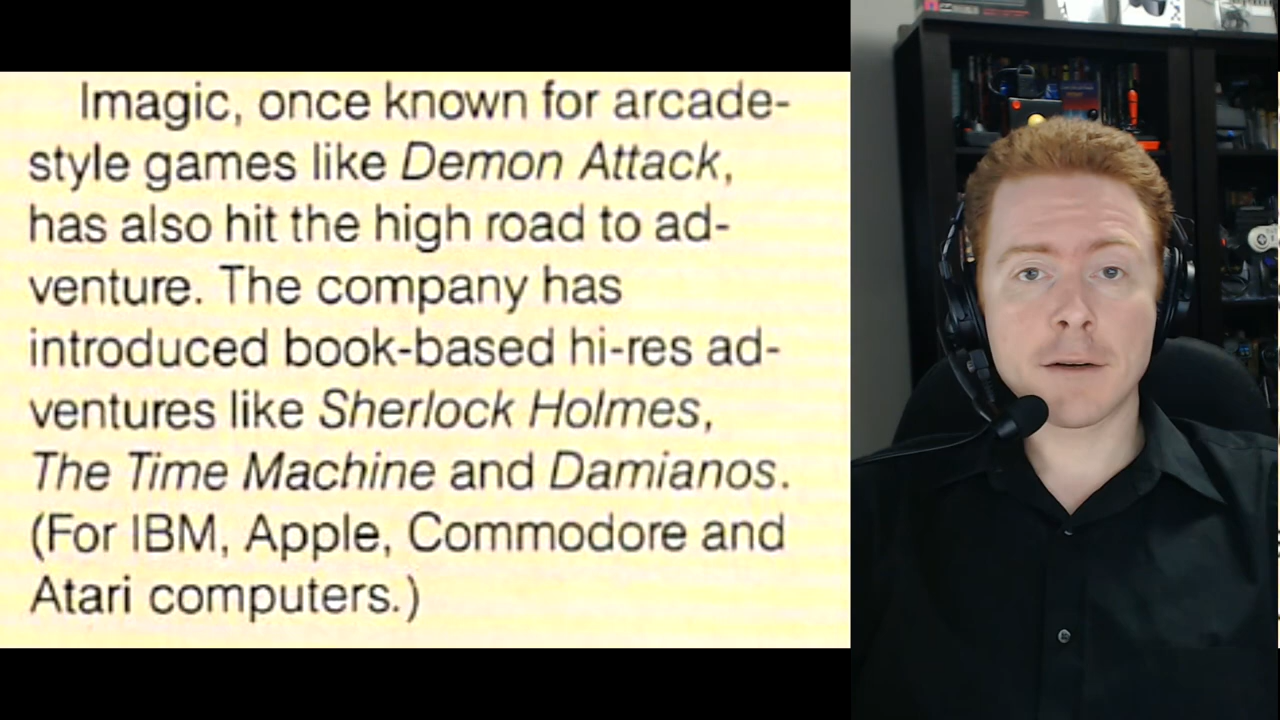 Imagic, once known for arcade-
style games like Demon Attack,
has also hit the high road to ad-
venture. The company has
introduced book-based hi-res ad-
ventures like Sherlock Holmes,
The Time Machine and Damianos.
(For IBM, Apple, Commodore and
Atari computers.)